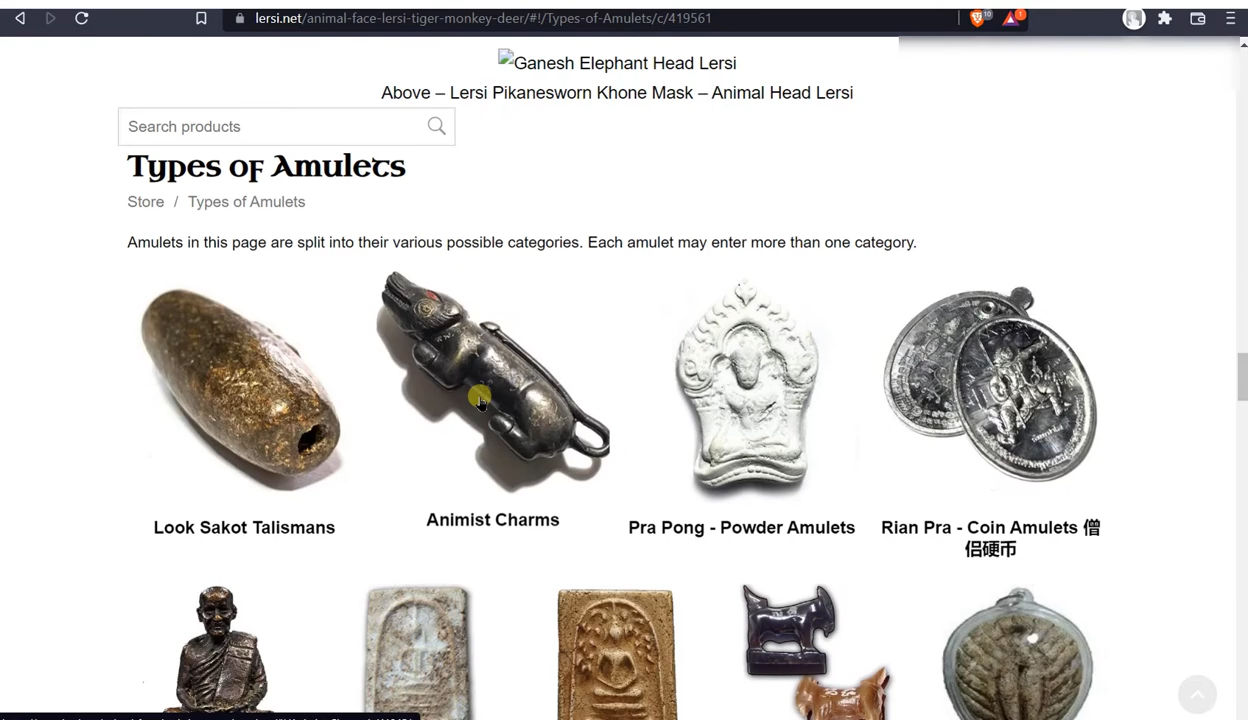 lersi.net/animal-face-lersi-tiger-monkey-deer/#!/Types-of-Amulets/c/419561
10
1
Ganesh Elephant Head Lersi
Above – Lersi Pikanesworn Khone Mask – Animal Head Lersi
Search products
Types of Amulets
Store / Types of Amulets
Amulets in this page are split into their various possible categories. Each amulet may enter more than one category.
Look Sakot Talismans
Animist Charms
Pra Pong - Powder Amulets
Rian Pra - Coin Amulets 僧
侣硬币